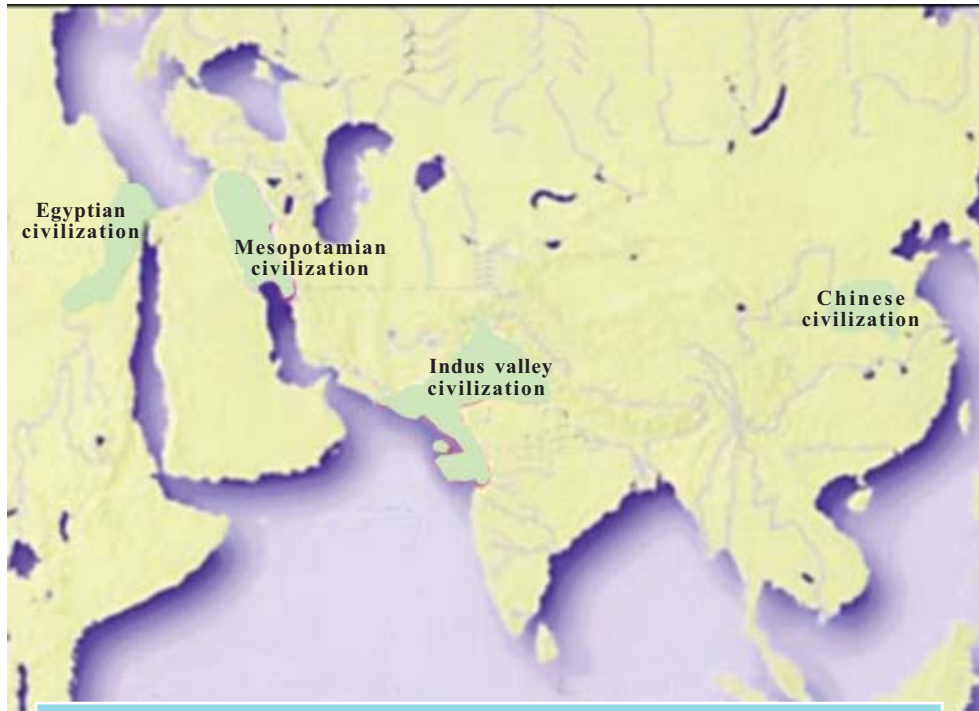 Egyptian
civilization
Mesopotamian
civilization
Chinese
civilization
Indus valley
civilization